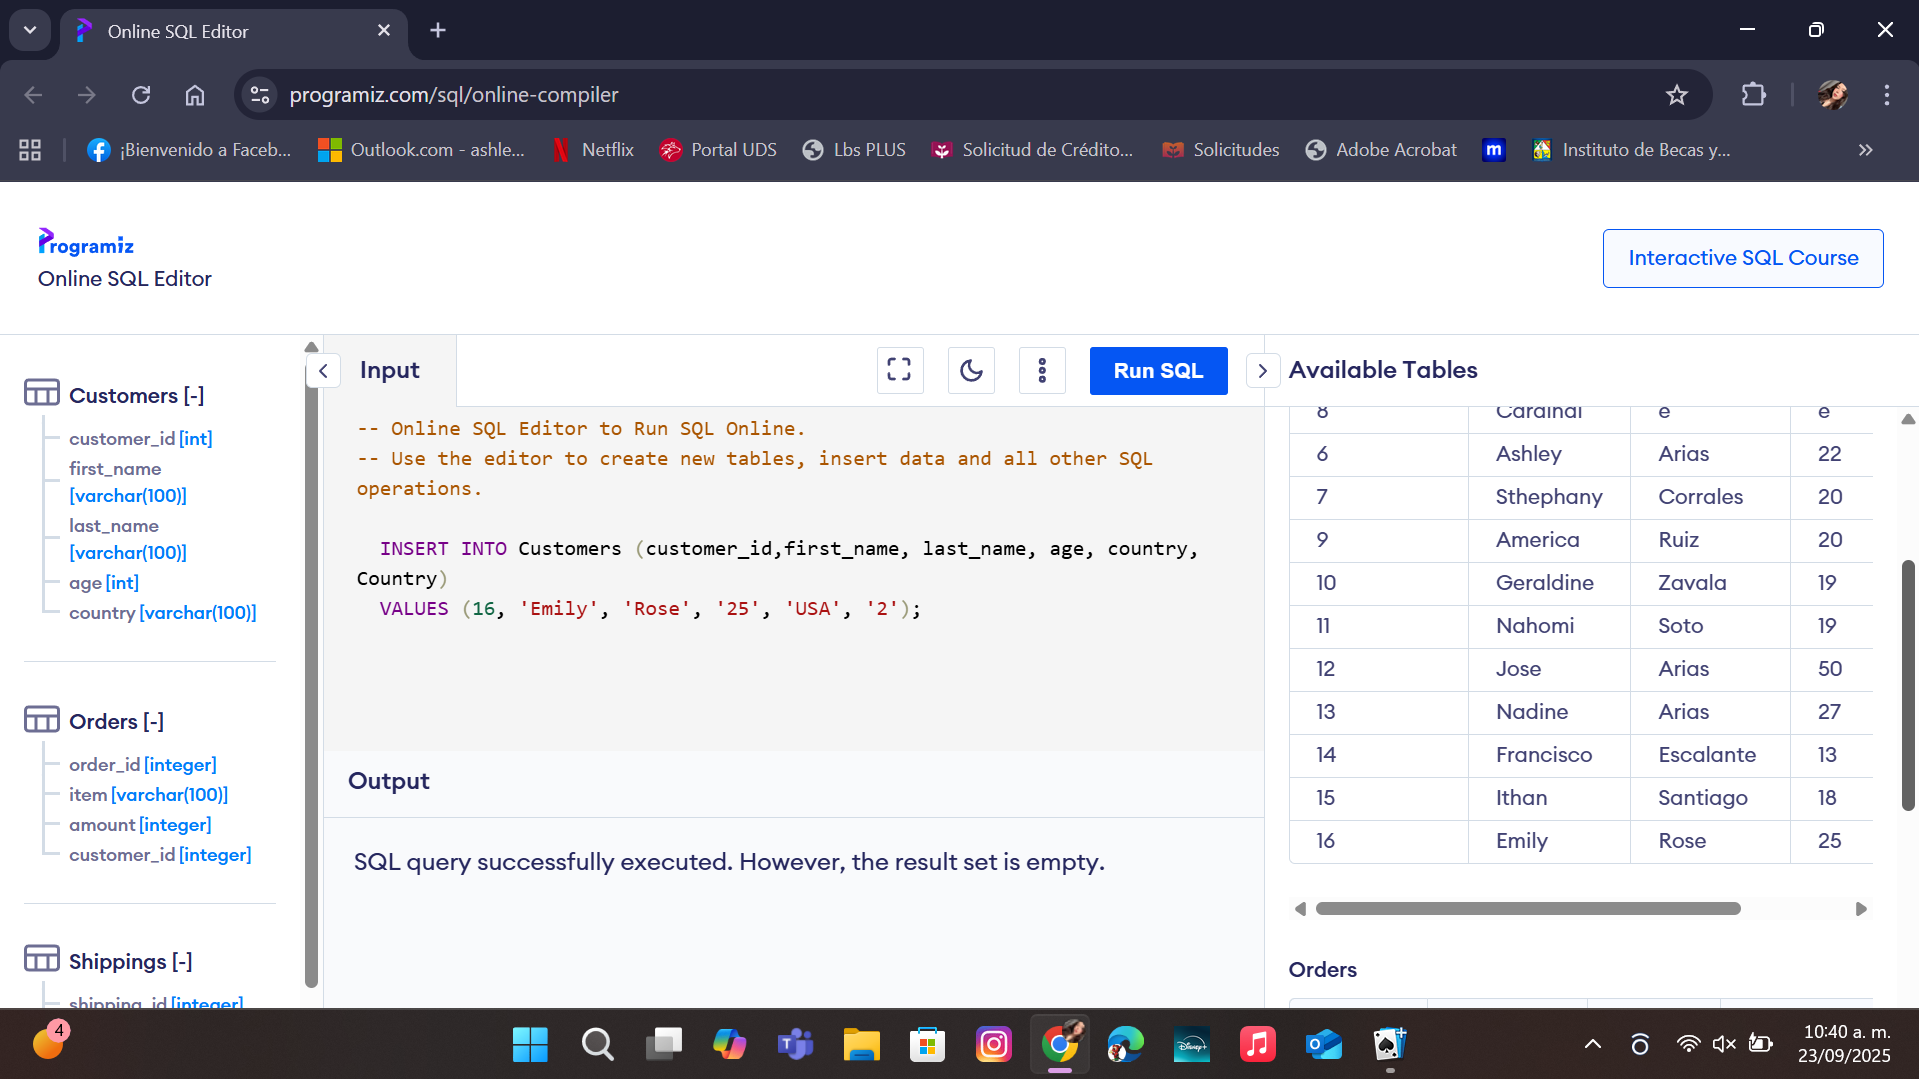 Online SQL Editor
programiz.com/sql/online-compiler
¡Bienvenido a Faceb...
Outlook.com - ashle...
Netflix
Portal UDS
Lbs PLUS
Solicitud de Crédito...
Solicitudes
Adobe Acrobat
m
Instituto de Becas y...
Programiz
Online SQL Editor
Interactive SQL Course
Customers [-]
customer_id [int]
first_name
[varchar(100)]
last_name
[varchar(100)]
age [int]
country [varchar(100)]
Orders [-]
order_id [integer]
item [varchar(100)]
amount [integer]
customer_id [integer]
Shippings [-]
shipping_id [integer]
Input
Run SQL
-- Online SQL Editor to Run SQL Online.
-- Use the editor to create new tables, insert data and all other SQL
operations.
INSERT INTO Customers (customer_id,first_name, last_name, age, country,
Country)
VALUES (16, 'Emily', 'Rose', '25', 'USA', '2');
Output
SQL query successfully executed. However, the result set is empty.
Available Tables
8 Cardinal e e
6 Ashley Arias 22
7 Sthephany Corrales 20
9 America Ruiz 20
10 Geraldine Zavala 19
11 Nahomi Soto 19
12 Jose Arias 50
13 Nadine Arias 27
14 Francisco Escalante 13
15 Ithan Santiago 18
16 Emily Rose 25
Orders
4
Disney+
10:40 a. m.
23/09/2025